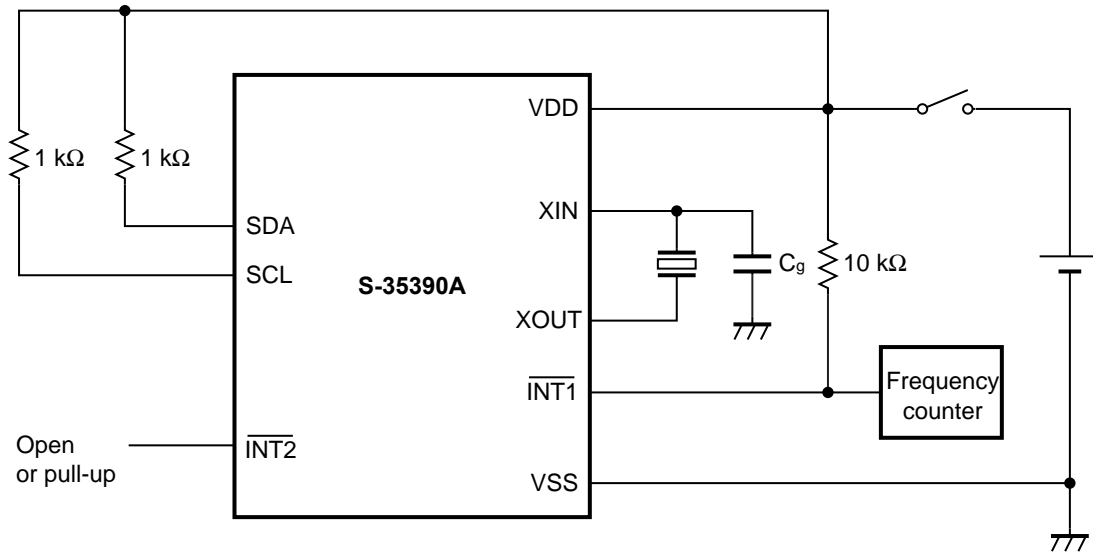 VDD
1 kΩ
1 kΩ
XIN
SDA
Cg
10 kΩ
SCL
S-35390A
XOUT
INT1
Frequency
counter
Open
or pull-up
INT2
VSS